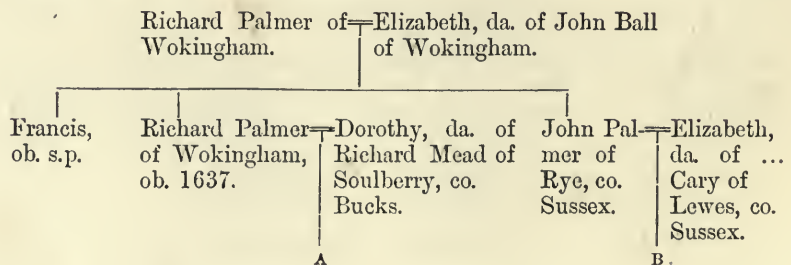 Richard Palmer of Elizabeth, da. of John Ball
Wokingham. of Wokingham.
Francis,
ob. s.p.
Richard Palmer
of Wokingham,
ob. 1637.
Dorothy, da. of
Richard Mead of
Soulberry, co.
Bucks.
John Pal-
mer of
Rye, co.
Sussex.
Elizabeth,
da. of ...
Cary of
Lewes, co.
Sussex.
A
B.